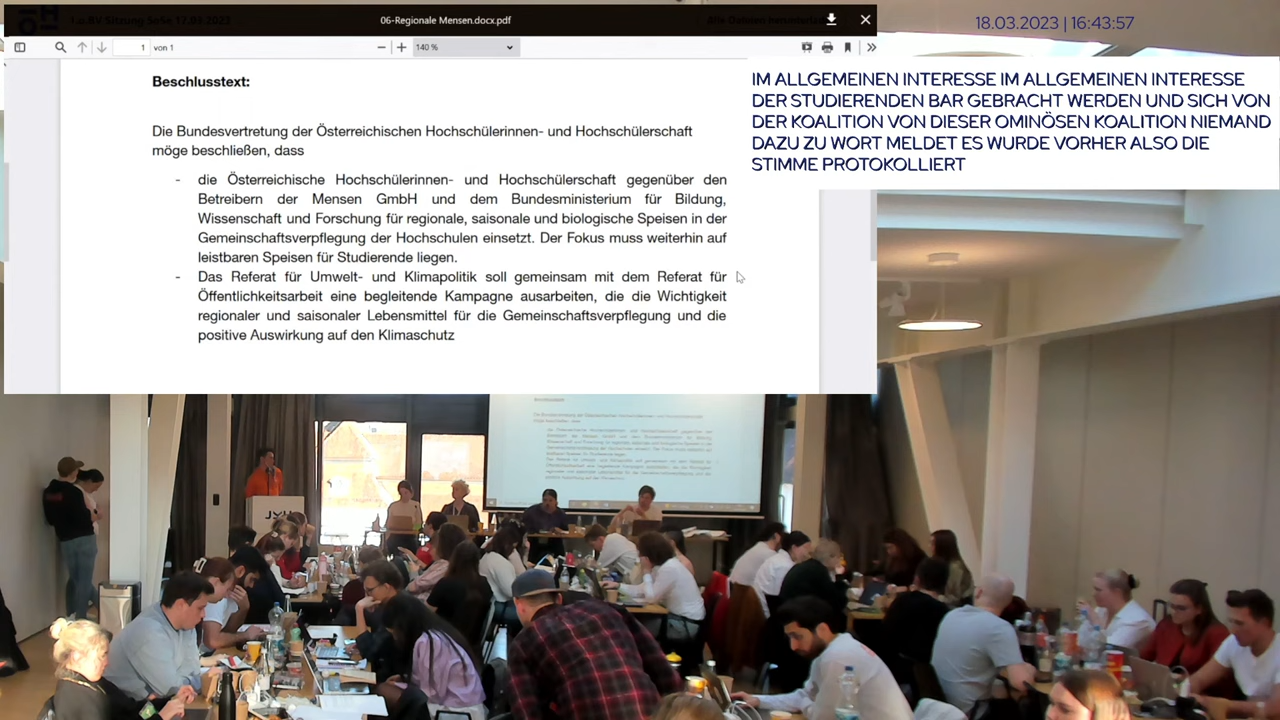 1.a.BV Sitzung SoSe 17.03.2023
06-Regionale Mensen.docx.pdf
18.03.2023 | 16:43:57
1 von 1
140 %
Beschlusstext:
Die Bundesvertretung der Österreichischen Hochschülerinnen- und Hochschülerschaft
möge beschließen, dass
- die Österreichische Hochschülerinnen- und Hochschülerschaft gegenüber den
Betreibern der Mensen GmbH und dem Bundesministerium für Bildung,
Wissenschaft und Forschung für regionale, saisonale und biologische Speisen in der
Gemeinschaftsverpflegung der Hochschulen einsetzt. Der Fokus muss weiterhin auf
leistbaren Speisen für Studierende liegen.
- Das Referat für Umwelt- und Klimapolitik soll gemeinsam mit dem Referat für
Öffentlichkeitsarbeit eine begleitende Kampagne ausarbeiten, die die Wichtigkeit
regionaler und saisonaler Lebensmittel für die Gemeinschaftsverpflegung und die
positive Auswirkung auf den Klimaschutz
IM ALLGEMEINEN INTERESSE IM ALLGEMEINEN INTERESSE
DER STUDIERENDEN BAR GEBRACHT WERDEN UND SICH VON
DER KOALITION VON DIESER OMINÖSEN KOALITION NIEMAND
DAZU ZU WORT MELDET ES WURDE VORHER ALSO DIE
STIMME PROTOKOLLIERT